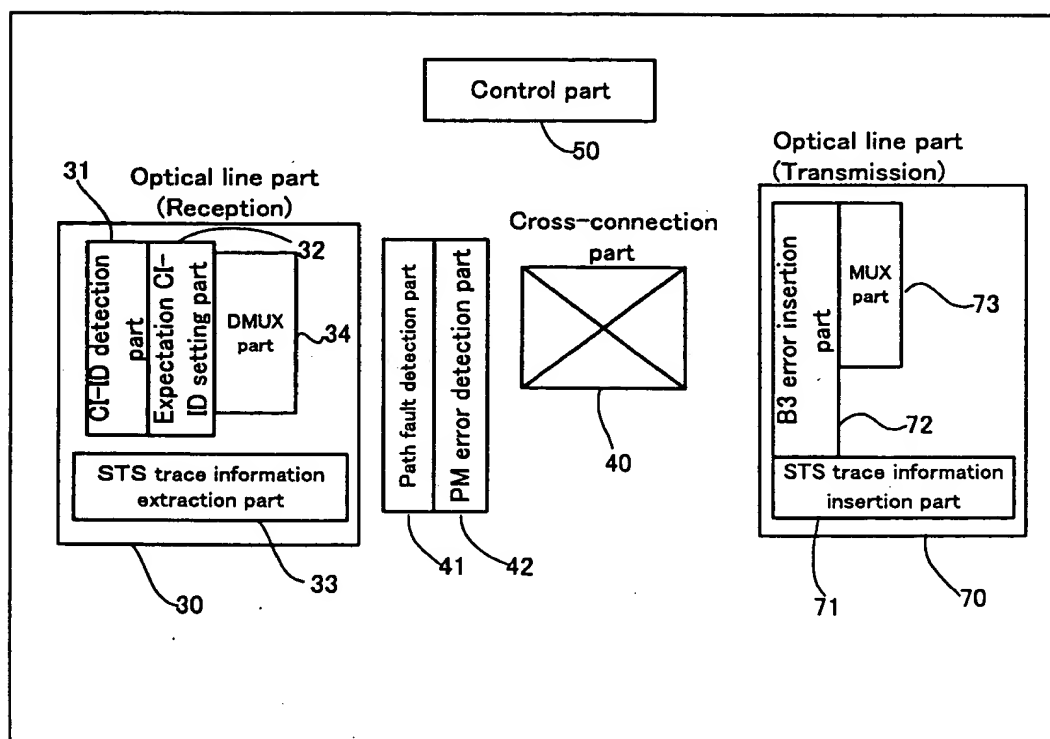 Control part
50
Optical line part
(Reception)
31
32
CI-ID detection
part
Expectation CI-
ID setting part
DMUX
part
34
STS trace information
extraction part
33
30
Path fault detection part
PM error detection part
41
42
Cross-connection
part
40
Optical line part
(Transmission)
B3 error insertion
part
MUX
part
73
72
STS trace information
insertion part
71
70